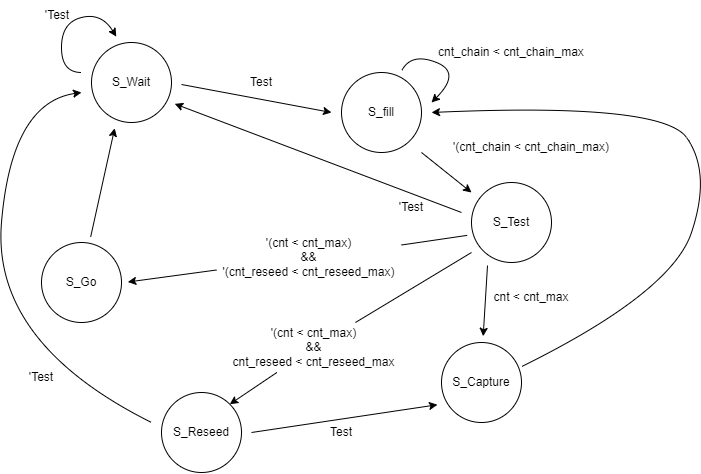 'Test
cnt_chain < cnt_chain_max
S_Wait
Test
S_fill
'(cnt_chain < cnt_chain_max)
'Test
S_Test
'(cnt < cnt_max)
&&
'(cnt_reseed < cnt_reseed_max)
S_Go
cnt < cnt_max
'(cnt < cnt_max)
&&
cnt_reseed < cnt_reseed_max
'Test
S_Capture
S_Reseed
Test